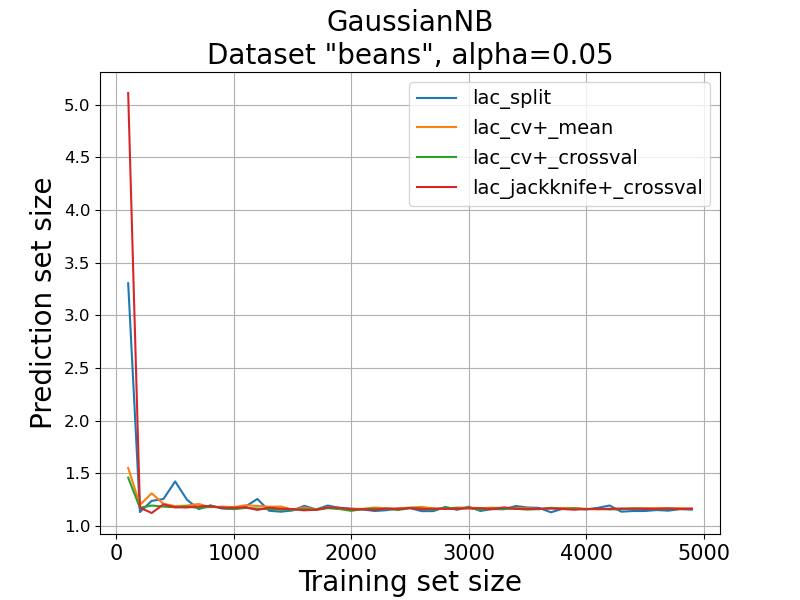 GaussianNB
Dataset "beans", alpha=0.05
lac_split
lac_cv+_mean
lac_cv+_crossval
lac_jackknife+_crossval
Prediction set size
5.0
4.5
4.0
3.5
3.0
2.5
2.0
1.5
1.0
0 1000 2000 3000 4000 5000
Training set size